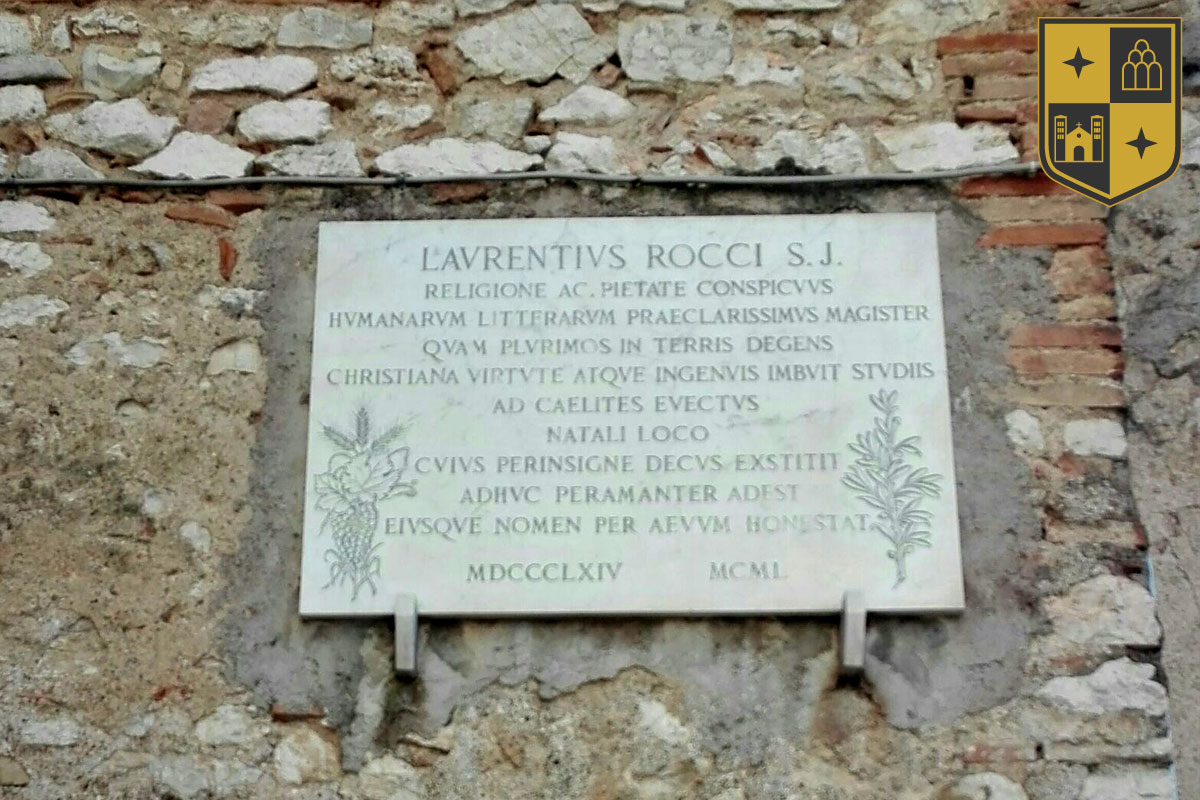 LAVRENTIVS ROCCI S.J.
RELIGIONE AC PIETATE CONSPICVVS
HVMANARVM LITTERARVM PRAECLARISSIMVS MAGISTER
QVAM PLVRIMOS IN TERRIS DEGENS
CHRISTIANA VIRTVTE ATQVE INGENVIS IMBVIT STVDIIS
AD CAELITES EVECTVS
NATALI LOCO
CVIVS PERINSIGNE DECVS EXSTITIT
ADHVC PERAMANTER ADEST
EIVSQVE NOMEN PER AEVVM HONESTAT
MDCCCLXIV MCML